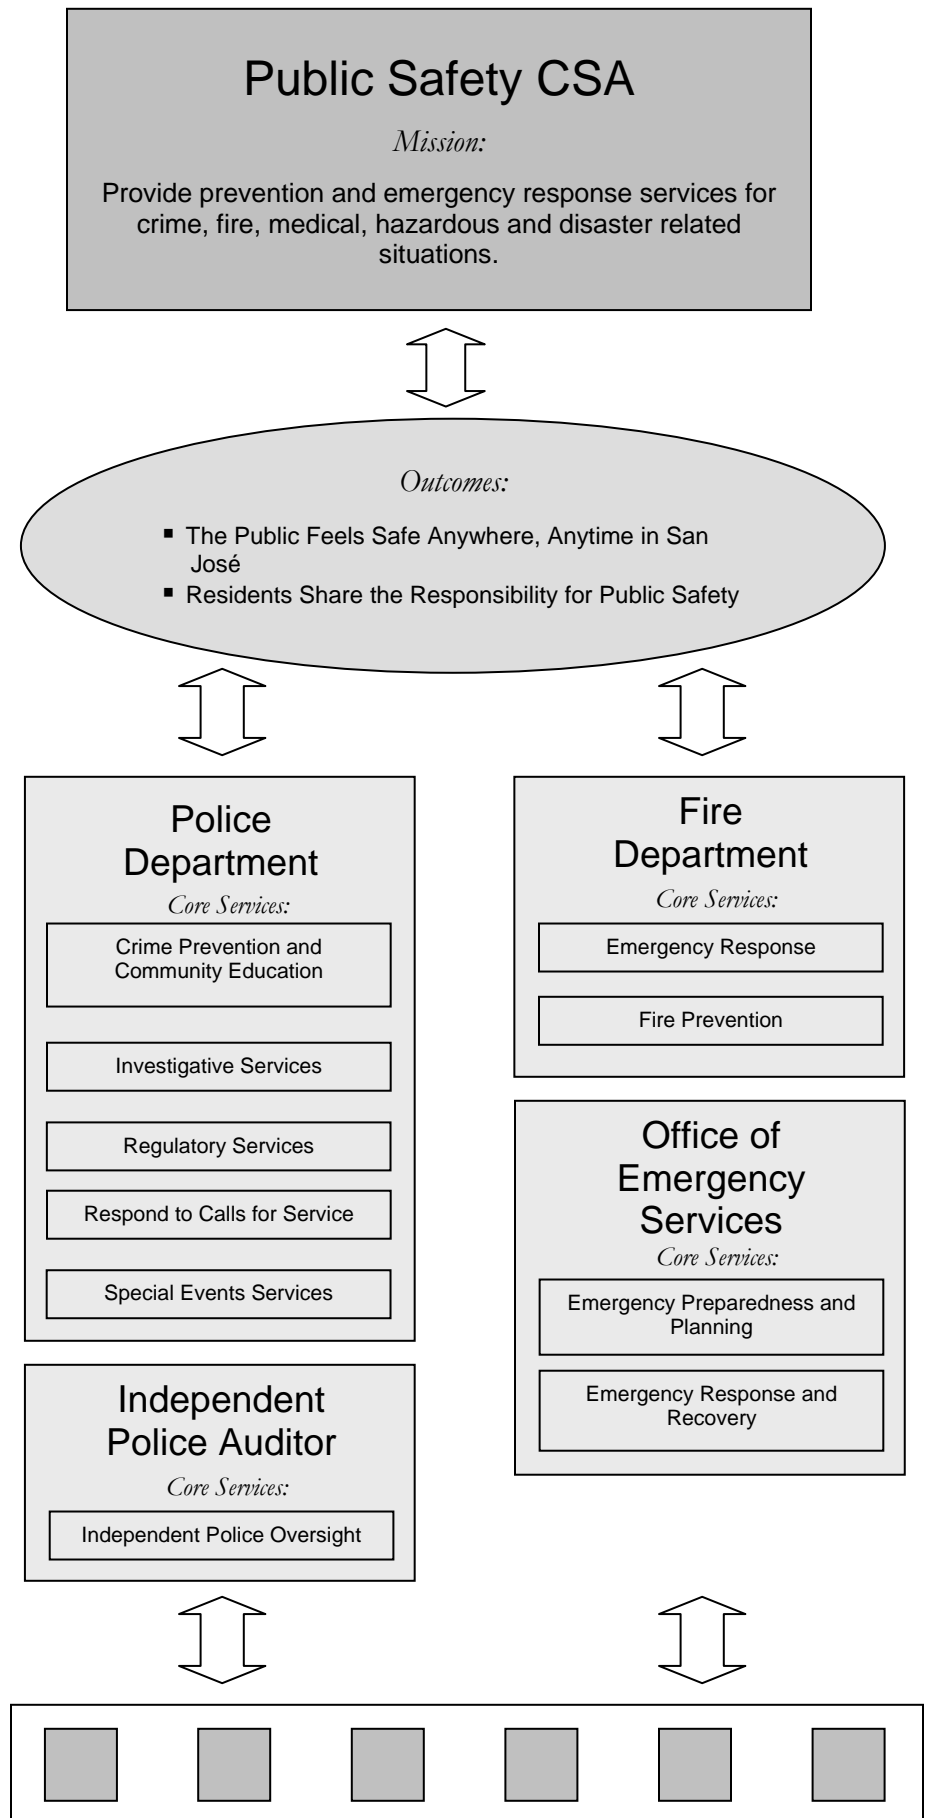 Public Safety CSA
Mission:
Provide prevention and emergency response services for
crime, fire, medical, hazardous and disaster related
situations.
Outcomes:
▪ The Public Feels Safe Anywhere, Anytime in San
José
▪ Residents Share the Responsibility for Public Safety
Police
Department
Core Services:
Crime Prevention and
Community Education
Investigative Services
Regulatory Services
Respond to Calls for Service
Special Events Services
Independent
Police Auditor
Core Services:
Independent Police Oversight
Fire
Department
Core Services:
Emergency Response
Fire Prevention
Office of
Emergency
Services
Core Services:
Emergency Preparedness and
Planning
Emergency Response and
Recovery